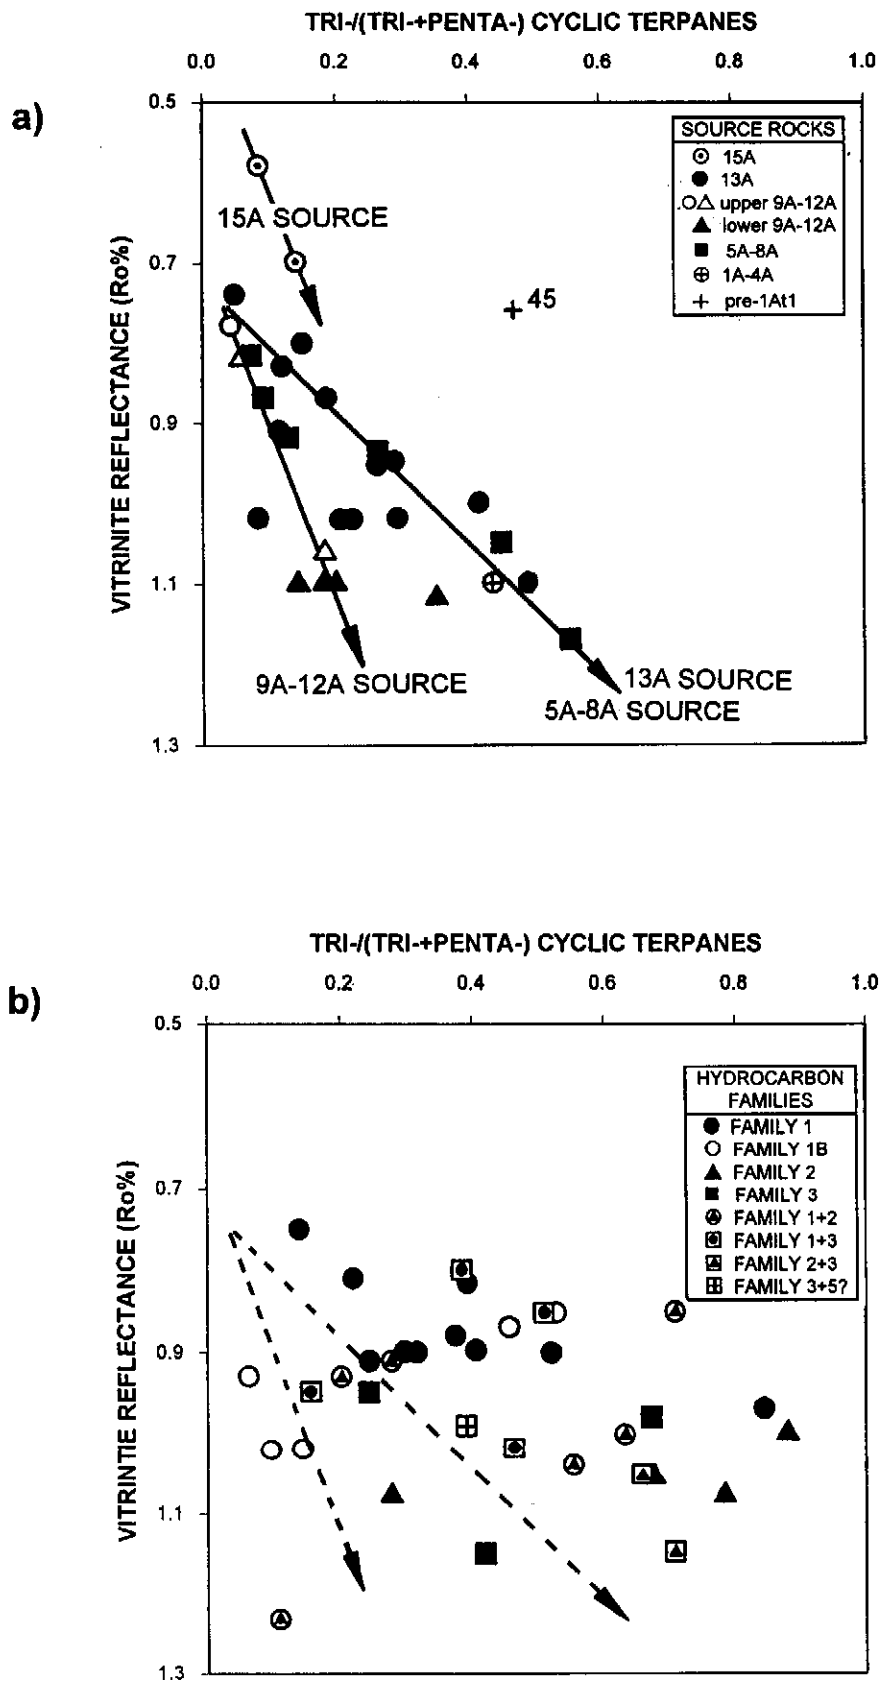 TRI-/(TRI-+PENTA-) CYCLIC TERPANES
0.0 0.2 0.4 0.6 0.8 1.0
a)
0.5
0.7
0.9
1.1
1.3
VITRINITE REFLECTANCE (Ro%)
SOURCE ROCKS
15A
13A
upper 9A-12A
lower 9A-12A
5A-8A
1A-4A
pre-1At1
15A SOURCE
45
9A-12A SOURCE
13A SOURCE
5A-8A SOURCE
TRI-/(TRI-+PENTA-) CYCLIC TERPANES
0.0 0.2 0.4 0.6 0.8 1.0
b)
0.5
0.7
0.9
1.1
1.3
VITRINTIE REFLECTANCE (Ro%)
HYDROCARBON
FAMILIES
FAMILY 1
FAMILY 1B
FAMILY 2
FAMILY 3
FAMILY 1+2
FAMILY 1+3
FAMILY 2+3
FAMILY 3+5?